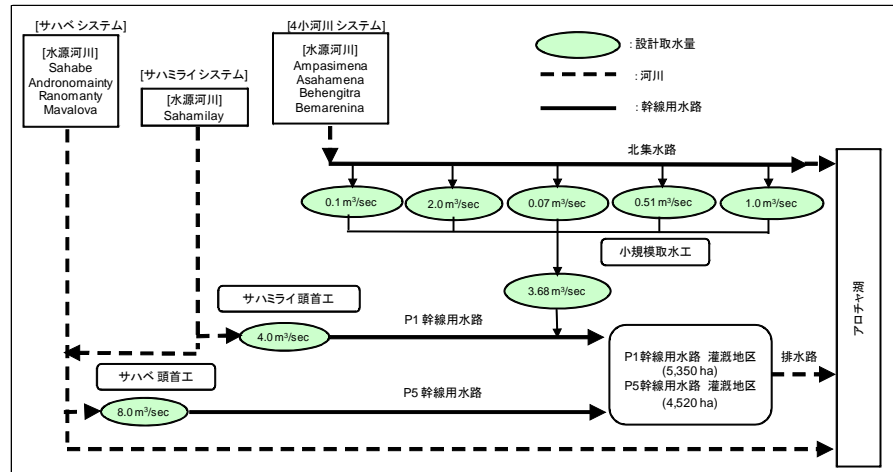 [サハベ システム]
[水源河川]
Sahabe
Andronomainty
Ranomanty
Mavalova
[サハミライ システム]
[水源河川]
Sahamilay
[4小河川 システム]
[水源河川]
Ampasimena
Asahamena
Behengitra
Bemarenina
: 設計取水量
: 河川
: 幹線用水路
北集水路
0.1 m³/sec
2.0 m³/sec
0.07 m³/sec
0.51 m³/sec
1.0 m³/sec
小規模取水工
3.68 m³/sec
サハミライ 頭首工
4.0 m³/sec
P1 幹線用水路
サハベ 頭首工
8.0 m³/sec
P5 幹線用水路
P1幹線用水路 灌漑地区
(5,350 ha)
P5幹線用水路 灌漑地区
(4,520 ha)
排水路
アロチャ湖